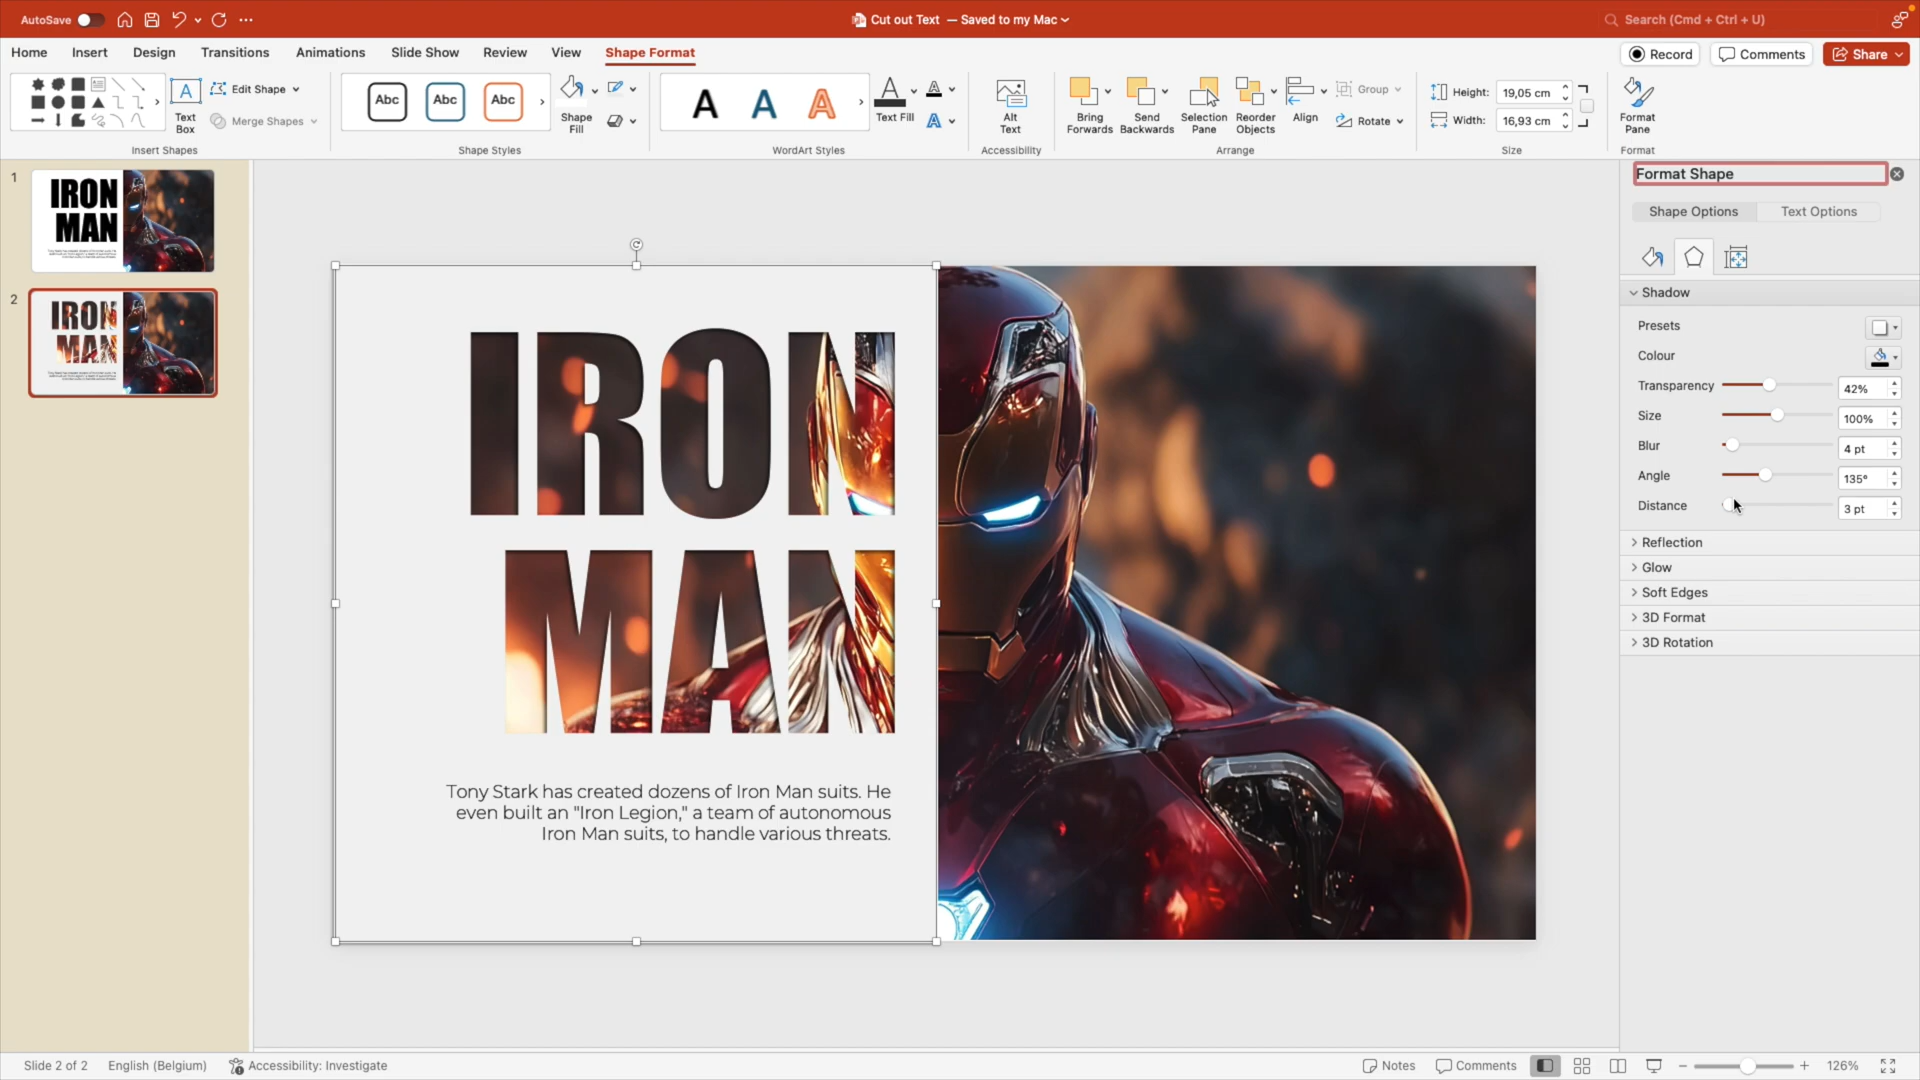 AutoSave
Cut out Text — Saved to my Mac
Search (Cmd + Ctrl + U)
Home Insert Design Transitions Animations Slide Show Review View Shape Format
Record Comments Share
Text Box
Edit Shape
Merge Shapes
Insert Shapes
Abc Abc Abc
Shape Fill
Shape Styles
A A A
A Text Fill
A
A
WordArt Styles
Alt Text
Accessibility
Bring Forwards
Send Backwards
Selection Pane
Reorder Objects
Align
Group
Rotate
Arrange
Height: 19,05 cm
Width: 16,93 cm
Size
Format Pane
Format
1
IRON
MAN
2
IRON
MAN
IRON
MAN
Tony Stark has created dozens of Iron Man suits. He
even built an "Iron Legion," a team of autonomous
Iron Man suits, to handle various threats.
Format Shape
Shape Options Text Options
Shadow
Presets
Colour
Transparency 42%
Size 100%
Blur 4 pt
Angle 135°
Distance 3 pt
Reflection
Glow
Soft Edges
3D Format
3D Rotation
Slide 2 of 2 English (Belgium) Accessibility: Investigate
Notes Comments 126%